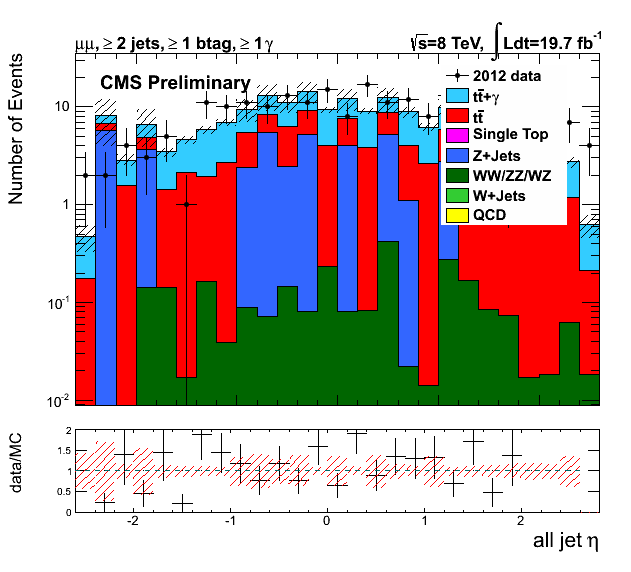 μμ, ≥ 2 jets, ≥ 1 btag, ≥ 1 γ
√s=8 TeV, ∫Ldt=19.7 fb⁻¹
CMS Preliminary
2012 data
tt̄+γ
tt̄
Single Top
Z+Jets
WW/ZZ/WZ
W+Jets
QCD
Number of Events
10
1
10⁻¹
10⁻²
data/MC
2
1.5
1
0.5
0
-2 -1 0 1 2
all jet η